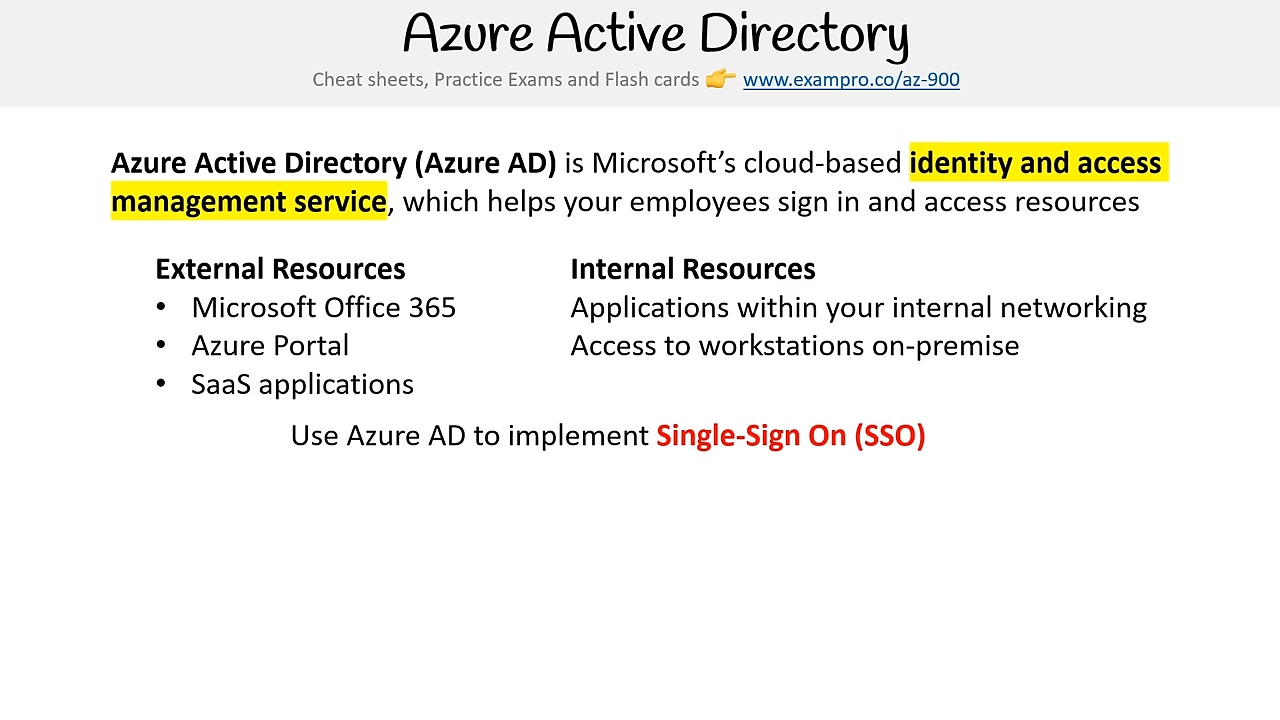 Azure Active Directory
Cheat sheets, Practice Exams and Flash cards 👉 www.exampro.co/az-900
Azure Active Directory (Azure AD) is Microsoft’s cloud-based identity and access
management service, which helps your employees sign in and access resources
External Resources
• Microsoft Office 365
• Azure Portal
• SaaS applications
Internal Resources
Applications within your internal networking
Access to workstations on-premise
Use Azure AD to implement Single-Sign On (SSO)